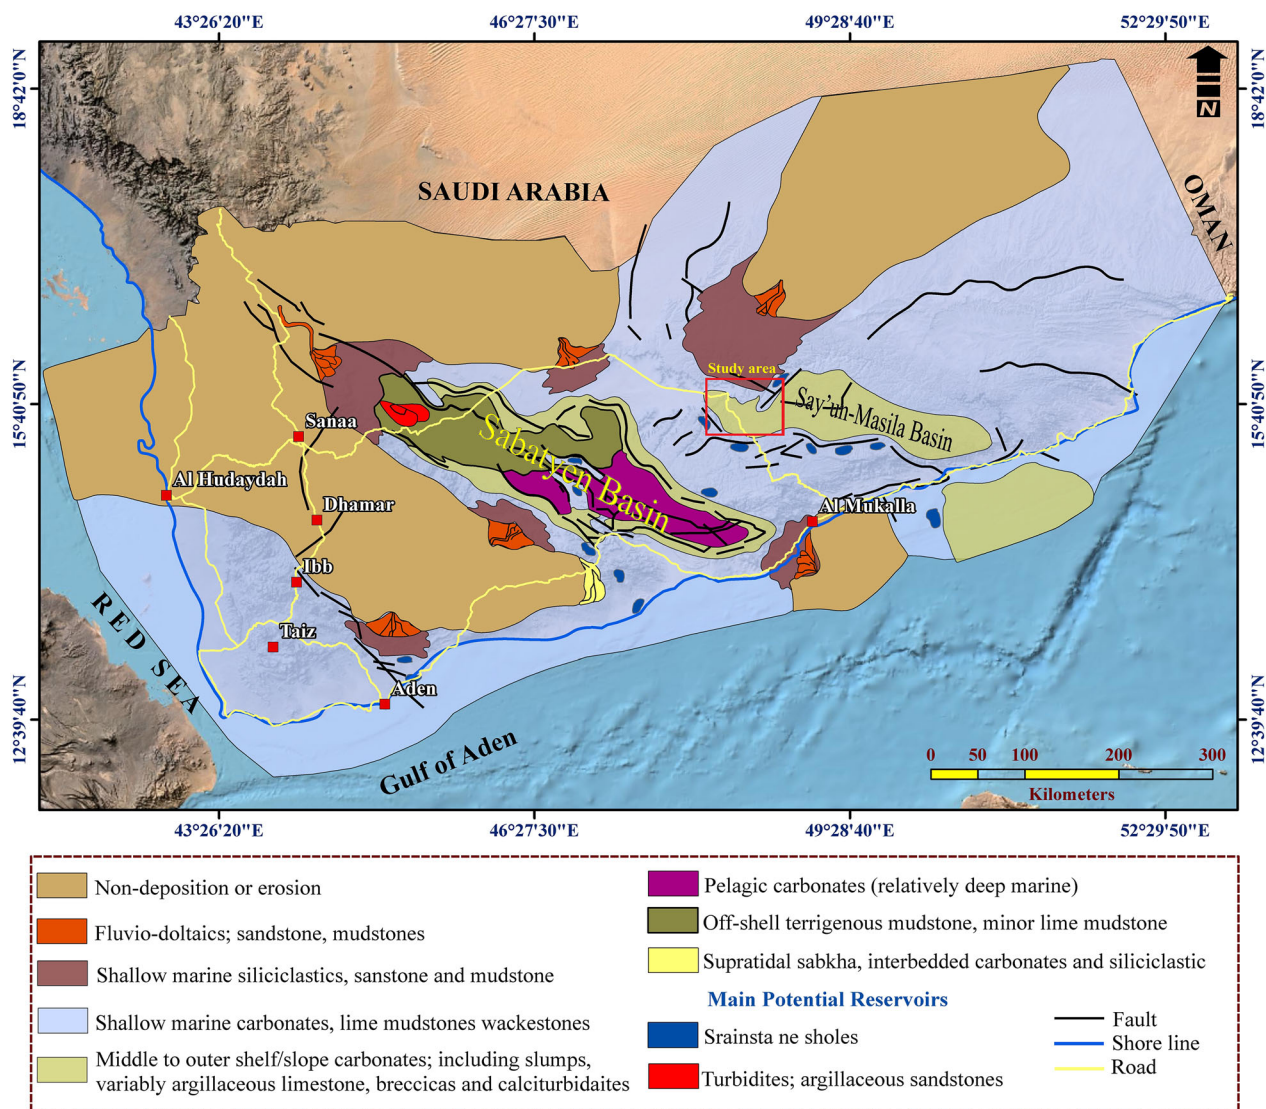 43°26'20"E
46°27'30"E
49°28'40"E
52°29'50"E
18°42'0"N
18°42'0"N
N
SAUDI ARABIA
OMAN
Study area
15°40'50"N
15°40'50"N
Say'un-Masila Basin
Sanaa
Sabatyen Basin
Al Hudaydah
Dhamar
Al Mukalla
Ibb
RED SEA
Taiz
Aden
12°39'40"N
12°39'40"N
Gulf of Aden
0 50 100 200 300
Kilometers
43°26'20"E
46°27'30"E
49°28'40"E
52°29'50"E
Non-deposition or erosion
Fluvio-doltaics; sandstone, mudstones
Shallow marine siliciclastics, sanstone and mudstone
Shallow marine carbonates, lime mudstones wackestones
Middle to outer shelf/slope carbonates; including slumps,
variably argillaceous limestone, breccicas and calciturbidaites
Pelagic carbonates (relatively deep marine)
Off-shell terrigenous mudstone, minor lime mudstone
Supratidal sabkha, interbedded carbonates and siliciclastic
Main Potential Reservoirs
Srainsta ne sholes
Turbidites; argillaceous sandstones
Fault
Shore line
Road